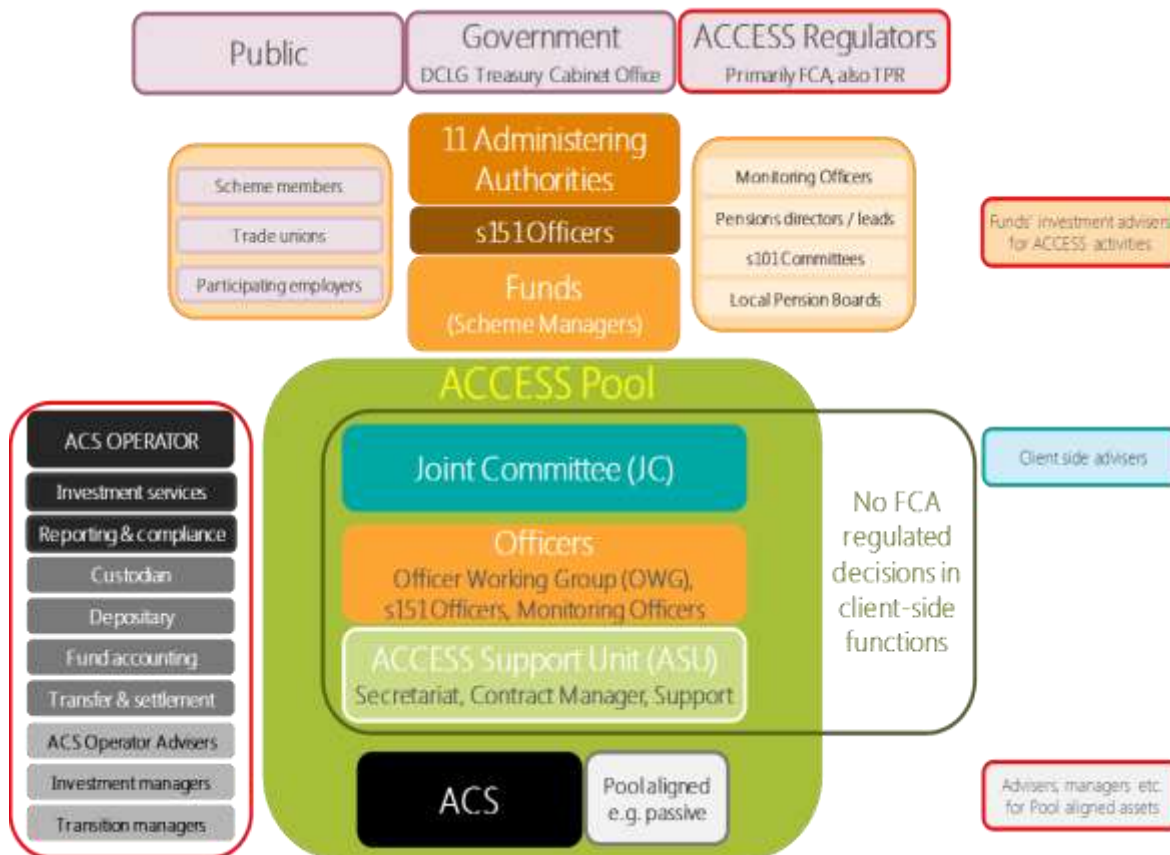 Public
Government
DCLG Treasury Cabinet Office
ACCESS Regulators
Primarily FCA, also TPR
Scheme members
Trade unions
Participating employers
11 Administering
Authorities
s151 Officers
Funds
(Scheme Managers)
Monitoring Officers
Pensions directors / leads
s101 Committees
Local Pension Boards
Funds' investment advisers
for ACCESS activities
ACCESS Pool
ACS OPERATOR
Investment services
Reporting & compliance
Custodian
Depositary
Fund accounting
Transfer & settlement
ACS Operator Advisers
Investment managers
Transition managers
Joint Committee (JC)
Officers
Officer Working Group (OWG),
s151 Officers, Monitoring Officers
ACCESS Support Unit (ASU)
Secretariat, Contract Manager, Support
No FCA
regulated
decisions in
client-side
functions
Client side advisers
ACS
Pool aligned
e.g. passive
Advisers, managers etc.
for Pool aligned assets